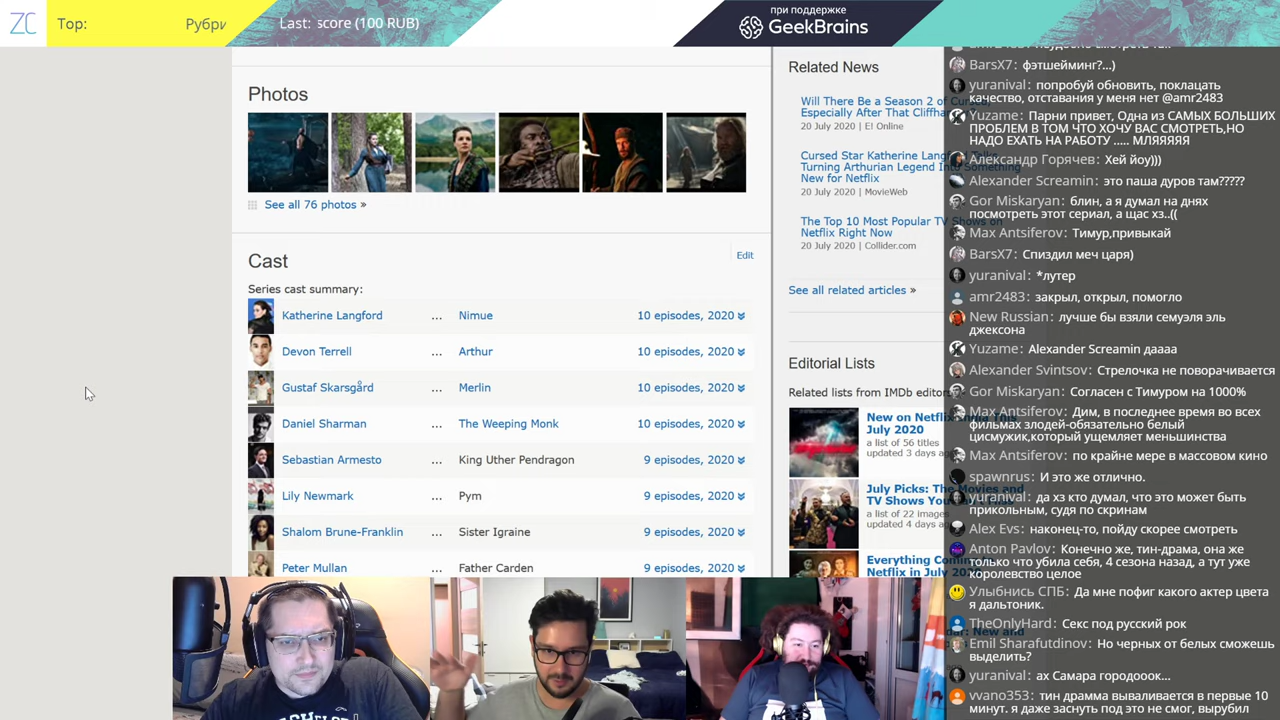 ZC
Top:
Рубри
Last: score (100 RUB)
при поддержке
GeekBrains
Photos
See all 76 photos »
Cast
Edit
Series cast summary:
Katherine Langford ... Nimue 10 episodes, 2020
Devon Terrell ... Arthur 10 episodes, 2020
Gustaf Skarsgård ... Merlin 10 episodes, 2020
Daniel Sharman ... The Weeping Monk 10 episodes, 2020
Sebastian Armesto ... King Uther Pendragon 9 episodes, 2020
Lily Newmark ... Pym 9 episodes, 2020
Shalom Brune-Franklin ... Sister Igraine 9 episodes, 2020
Peter Mullan ... Father Carden 9 episodes, 2020
Related News
Will There Be a Season 2 of
Especially After That
20 July 2020 | E! Online
Cursed Star Katherine
Turning Arthurian Legend Into Something
New for Netflix
20 July 2020 | MovieWeb
The Top 10 Most Popular TV Shows on
Netflix Right Now
20 July 2020 | Collider.com
See all related articles »
Editorial Lists
Related lists from IMDb
New on Netflix
July 2020
a list of 56 titles
updated 3 days
July Picks: The Movies and
TV Shows
a list of 22 images
updated 4 days
Everything Coming
Netflix in July
BarsX7: фэтшейминг?...)
yuranival: попробуй обновить, поклацать
качество, отставания у меня нет @amr2483
Yuzame: Парни привет, Одна из САМЫХ БОЛЬШИХ
ПРОБЛЕМ В ТОМ ЧТО ХОЧУ ВАС СМОТРЕТЬ,НО
НАДО ЕХАТЬ НА РАБОТУ ..... МЛЯЯЯЯЯ
Александр Горячев: Хей йоу)))
Alexander Screamin: это паша дуров там?????
Gor Miskaryan: блин, а я думал на днях
посмотреть этот сериал, а щас хз..((
Max Antsiferov: Тимур,привыкай
BarsX7: Спиздил меч царя)
yuranival: *лутер
amr2483: закрыл, открыл, помогло
New Russian: лучше бы взяли семуэля эль
джексона
Yuzame: Alexander Screamin даааа
Alexander Svintsov: Стрелочка не поворачивается
Gor Miskaryan: Согласен с Тимуром на 1000%
Max Antsiferov: Дим, в последнее время во всех
фильмах злодей-обязательно белый
цисмужик,который ущемляет меньшинства
Max Antsiferov: по крайне мере в массовом кино
spawnrus: И это же отлично.
yuranival: да хз кто думал, что это может быть
прикольным, судя по скринам
Alex Evs: наконец-то, пойду скорее смотреть
Anton Pavlov: Конечно же, тин-драма, она же
только что убила себя, 4 сезона назад, а тут уже
королевство целое
Улыбнись СПБ: Да мне пофиг какого актер цвета
я дальтоник.
TheOnlyHard: Секс под русский рок
Emil Sharafutdinov: Но черных от белых сможешь
выделить?
yuranival: ах Самара городооок...
vvano353: тин драмма вываливается в первые 10
минут. я даже заснуть под это не смог, вырубил